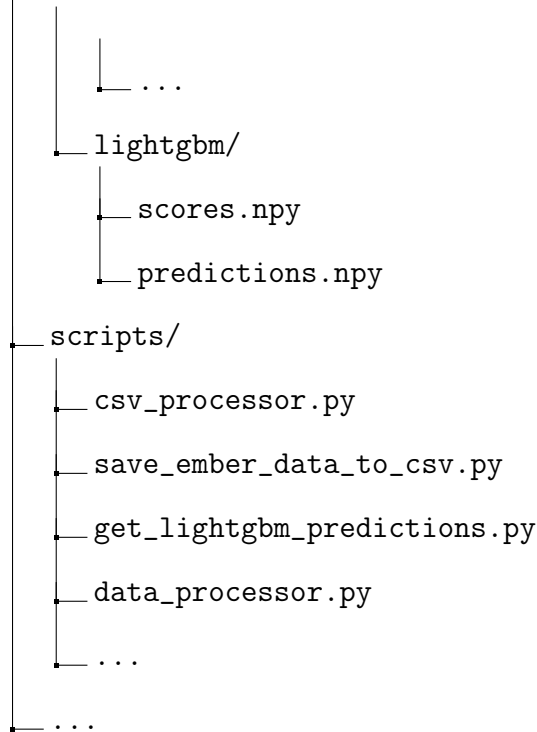 ...
lightgbm/
scores.npy
predictions.npy
scripts/
csv_processor.py
save_ember_data_to_csv.py
get_lightgbm_predictions.py
data_processor.py
...
...